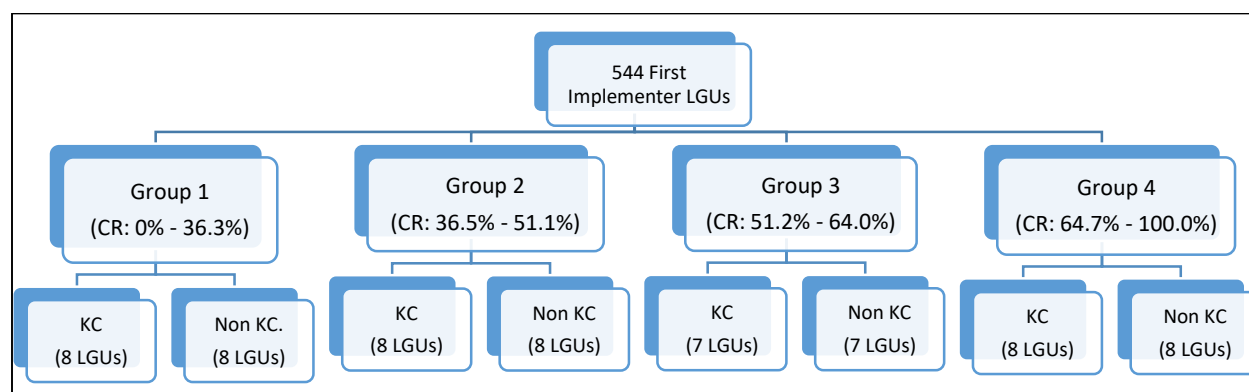 544 First
Implementer LGUs
Group 1
(CR: 0% - 36.3%)
Group 2
(CR: 36.5% - 51.1%)
Group 3
(CR: 51.2% - 64.0%)
Group 4
(CR: 64.7% - 100.0%)
KC
(8 LGUs)
Non KC.
(8 LGUs)
KC
(8 LGUs)
Non KC
(8 LGUs)
KC
(7 LGUs)
Non KC
(7 LGUs)
KC
(8 LGUs)
Non KC
(8 LGUs)